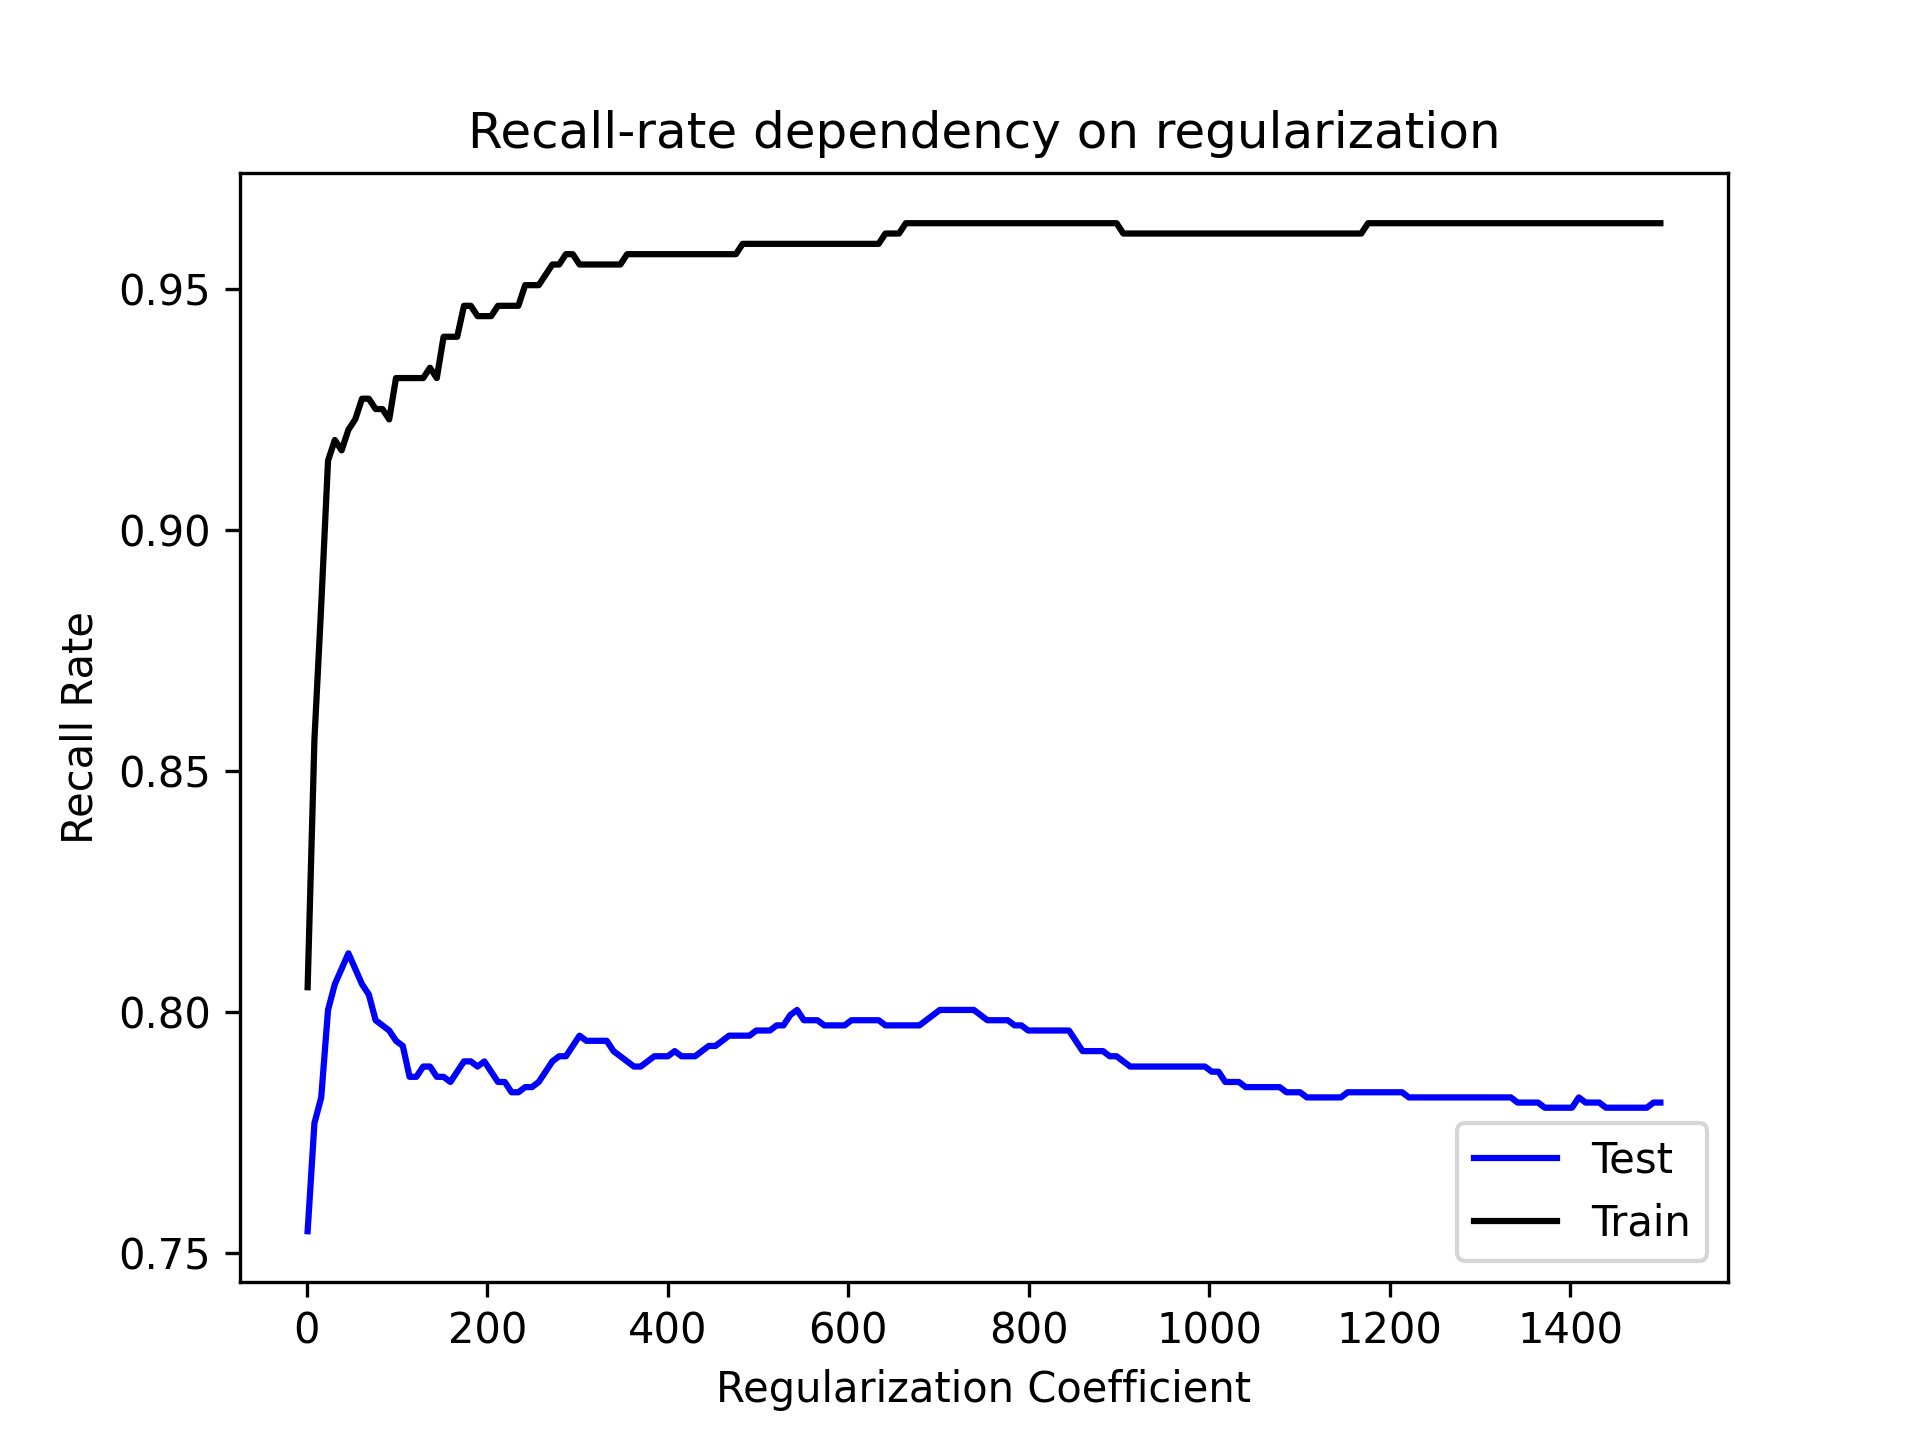 Recall-rate dependency on regularization
0.95
0.90
0.85
0.80
0.75
Recall Rate
0 200 400 600 800 1000 1200 1400
Regularization Coefficient
Test
Train